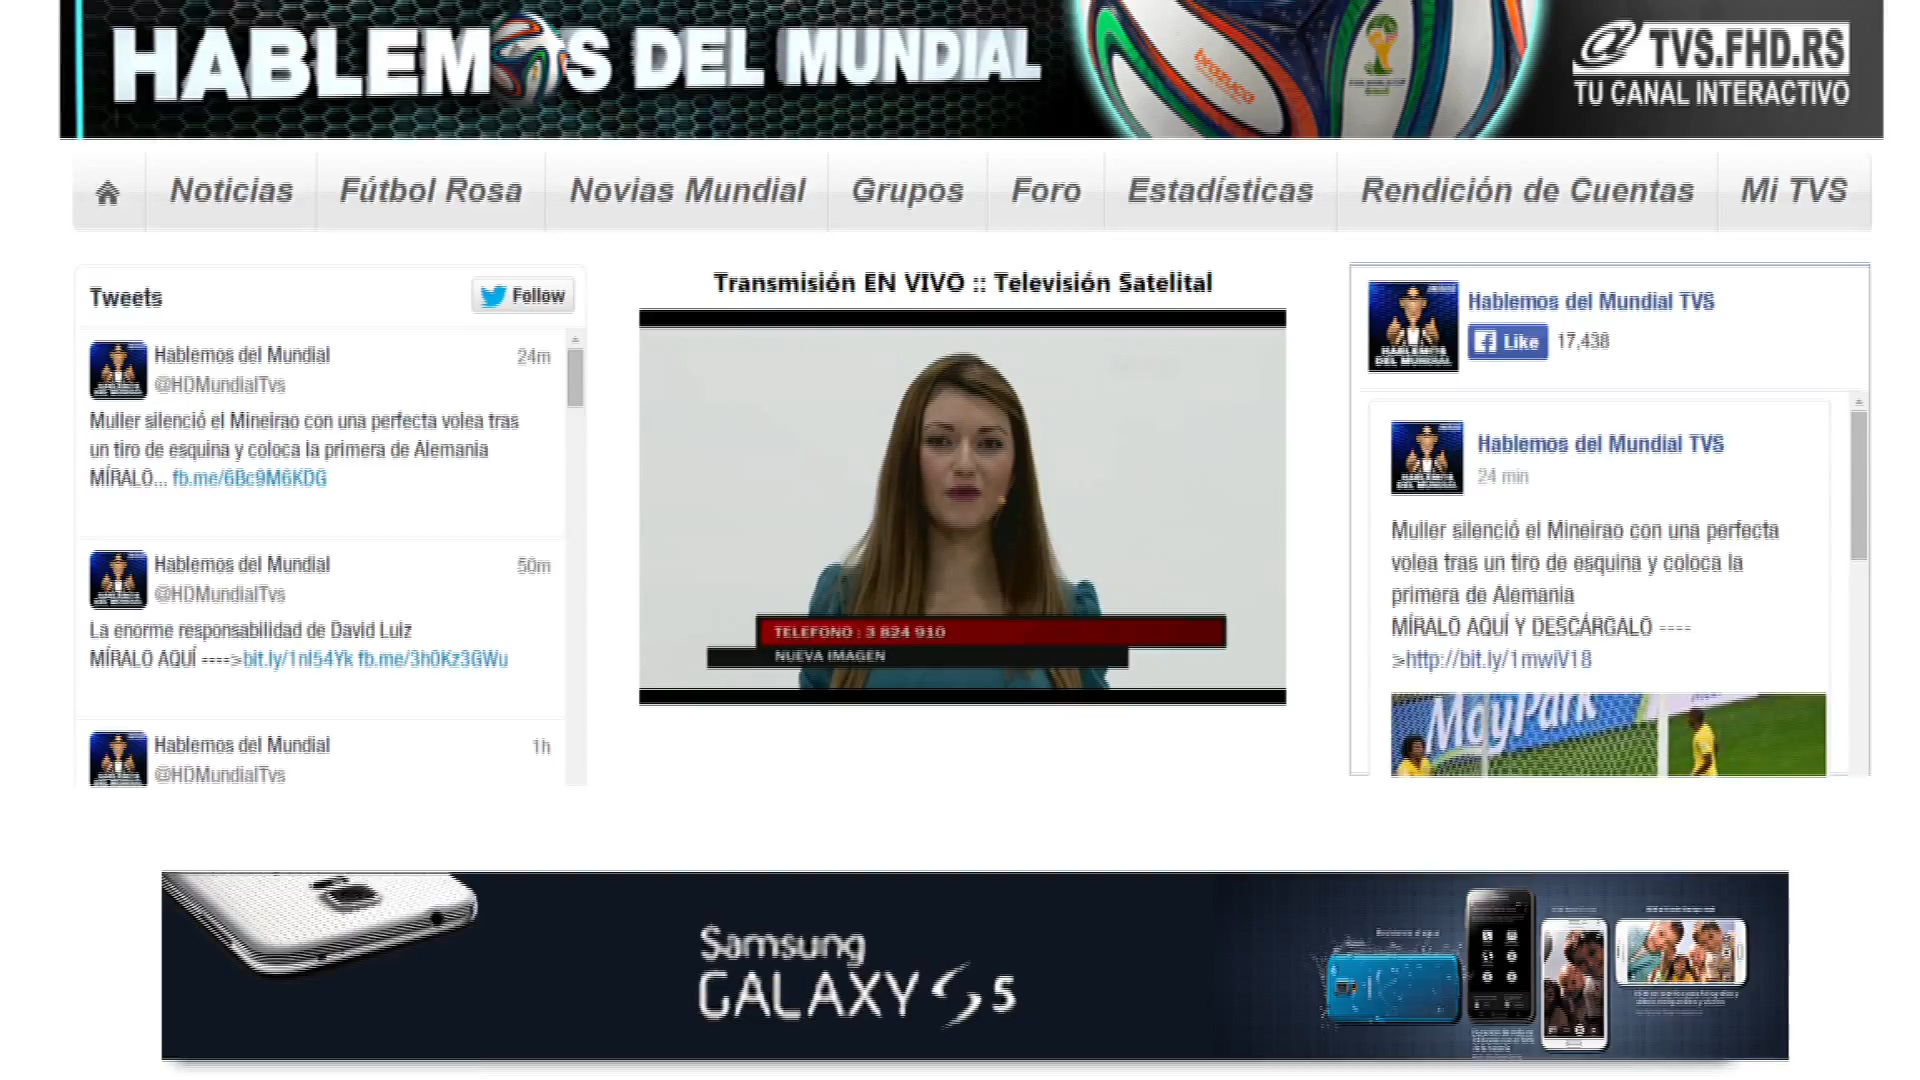 HABLEMOS DEL MUNDIAL
brazuca
@ TVS.FHD.RS
TU CANAL INTERACTIVO
Noticias
Fútbol Rosa
Novias Mundial
Grupos
Foro
Estadísticas
Rendición de Cuentas
Mi TVS
Tweets
Follow
Hablemos del Mundial
24m
@HDMundialTvs
Muller silenció el Mineirao con una perfecta volea tras
un tiro de esquina y coloca la primera de Alemania
MÍRALO... fb.me/6Bc9M6KDG
Hablemos del Mundial
50m
@HDMundialTvs
La enorme responsabilidad de David Luiz
MÍRALO AQUÍ ---->bit.ly/1nI54Yk fb.me/3h0Kz3GWu
Hablemos del Mundial
1h
@HDMundialTvs
Transmisión EN VIVO :: Televisión Satelital
TELEFONO : 3 824 910
NUEVA IMAGEN
Hablemos del Mundial TVS
Like
17,438
HABLEMOS
DEL MUNDIAL
Hablemos del Mundial TVS
24 min
Muller silenció el Mineirao con una perfecta
volea tras un tiro de esquina y coloca la
primera de Alemania
MÍRALO AQUÍ Y DESCÁRGALO ----
>http://bit.ly/1mwiV18
MoyPark
Samsung
GALAXY S5